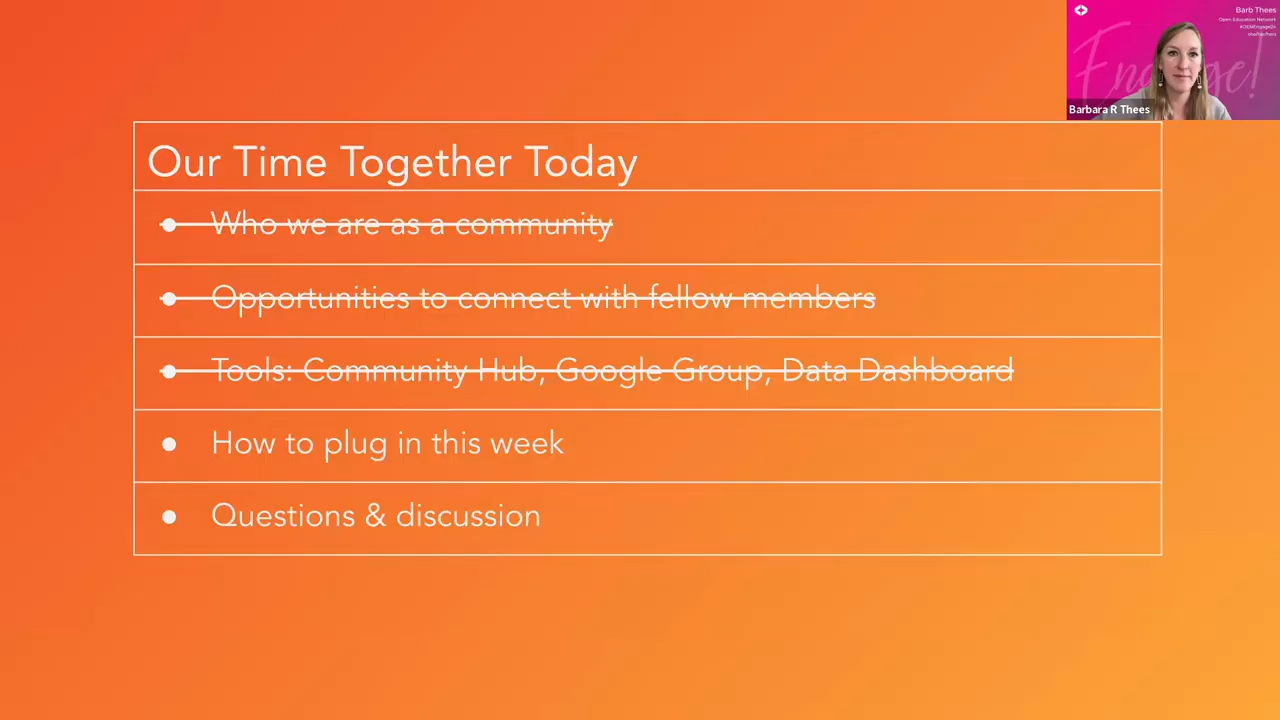 Barb Thees
Open Education Network
Engage!
Barbara R Thees
Our Time Together Today
Who we are as a community
Opportunities to connect with fellow members
Tools: Community Hub, Google Group, Data Dashboard
How to plug in this week
Questions & discussion